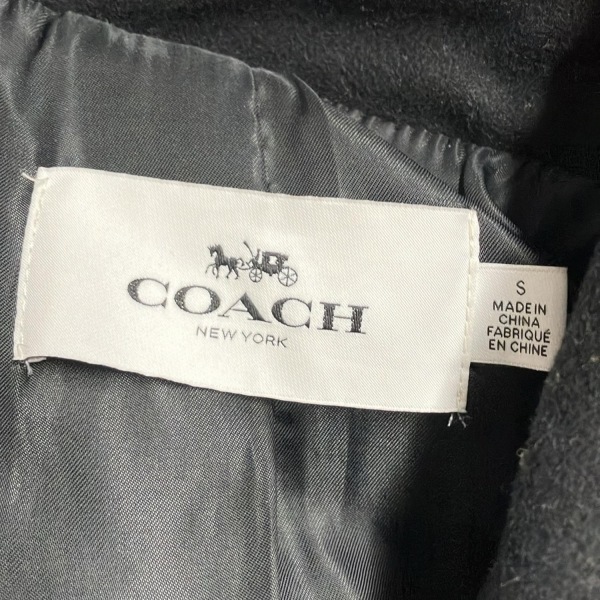 COACH
NEW YORK
S
MADE IN
CHINA
FABRIQUÉ
EN CHINE